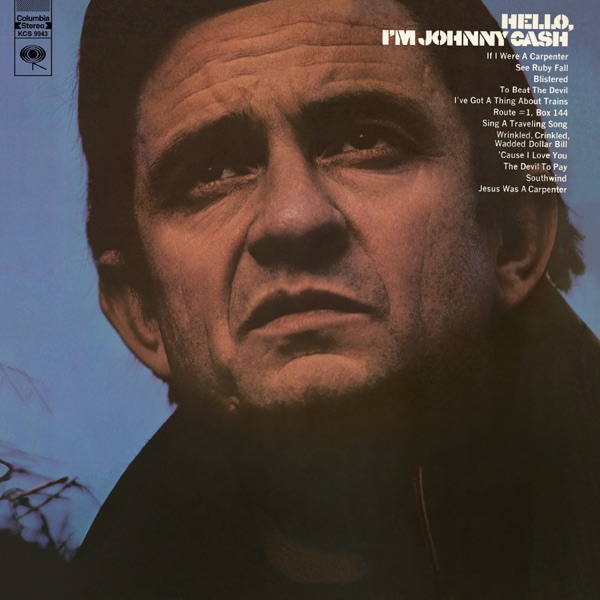 Columbia
Stereo
KCS 9943
HELLO,
I'M JOHNNY CASH
If I Were A Carpenter
See Ruby Fall
Blistered
To Beat The Devil
I've Got A Thing About Trains
Route =1, Box 144
Sing A Traveling Song
Wrinkled, Crinkled,
Wadded Dollar Bill
'Cause I Love You
The Devil To Pay
Southwind
Jesus Was A Carpenter